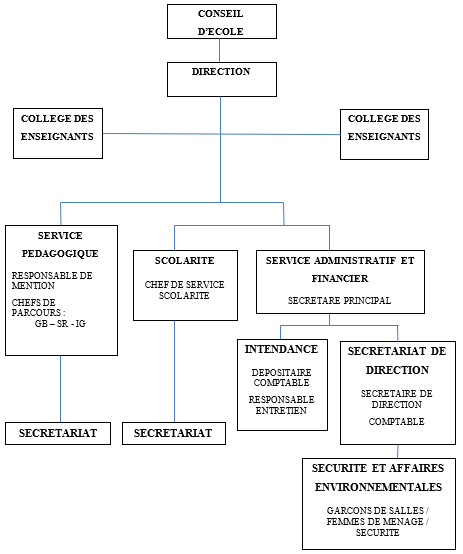 CONSEIL
D'ECOLE
DIRECTION
COLLEGE DES
ENSEIGNANTS
COLLEGE DES
ENSEIGNANTS
SERVICE
PEDAGOGIQUE
RESPONSABLE DE
MENTION
CHEFS DE
PARCOURS :
GB – SR - IG
SCOLARITE
CHEF DE SERVICE
SCOLARITE
SERVICE ADMINISTRATIF ET
FINANCIER
SECRETARE PRINCIPAL
INTENDANCE
DEPOSITAIRE
COMPTABLE
RESPONSABLE
ENTRETIEN
SECRETARIAT DE
DIRECTION
SECRETAIRE DE
DIRECTION
COMPTABLE
SECRETARIAT
SECRETARIAT
SECURITE ET AFFAIRES
ENVIRONNEMENTALES
GARCONS DE SALLES /
FEMMES DE MENAGE /
SECURITE